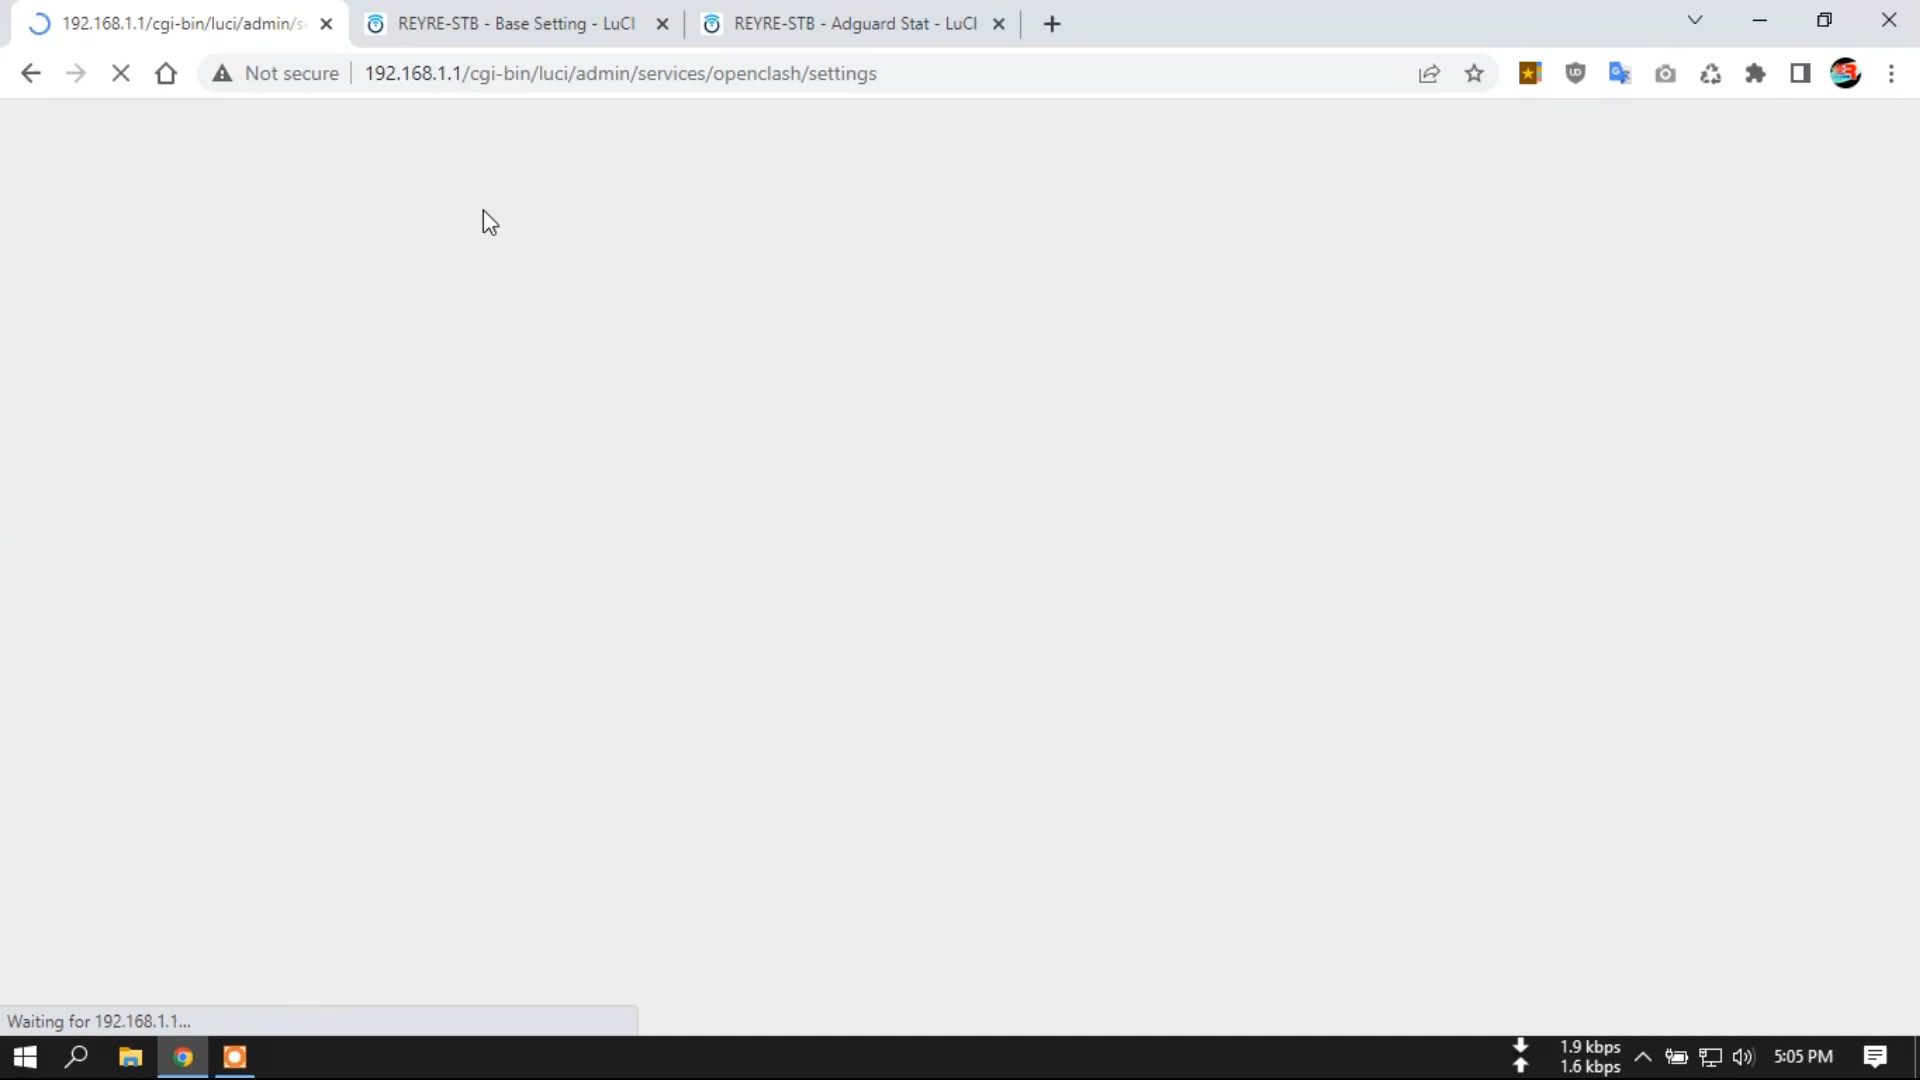 192.168.1.1/cgi-bin/luci/admin/s
REYRE-STB - Base Setting - LuCI
REYRE-STB - Adguard Stat - LuCI
Not secure
192.168.1.1/cgi-bin/luci/admin/services/openclash/settings
Waiting for 192.168.1.1...
1.9 kbps
1.6 kbps
5:05 PM